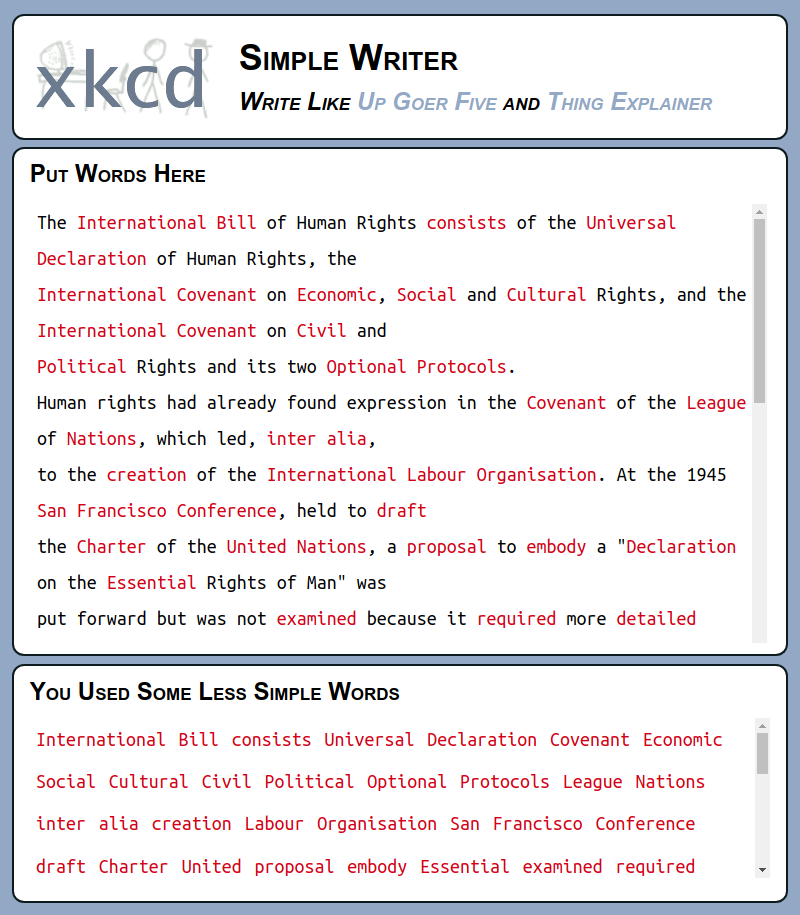 xkcd
Simple Writer
Write Like Up Goer Five and Thing Explainer
Put Words Here
The International Bill of Human Rights consists of the Universal
Declaration of Human Rights, the
International Covenant on Economic, Social and Cultural Rights, and the
International Covenant on Civil and
Political Rights and its two Optional Protocols.
Human rights had already found expression in the Covenant of the League
of Nations, which led, inter alia,
to the creation of the International Labour Organisation. At the 1945
San Francisco Conference, held to draft
the Charter of the United Nations, a proposal to embody a "Declaration
on the Essential Rights of Man" was
put forward but was not examined because it required more detailed
You Used Some Less Simple Words
International Bill consists Universal Declaration Covenant Economic
Social Cultural Civil Political Optional Protocols League Nations
inter alia creation Labour Organisation San Francisco Conference
draft Charter United proposal embody Essential examined required